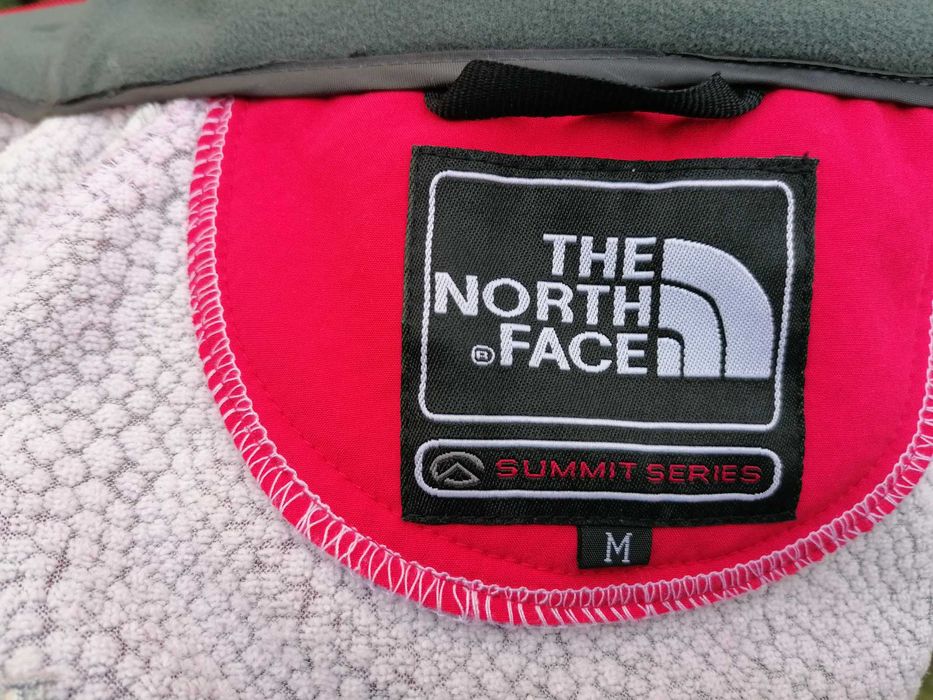 THE
NORTH
® FACE
SUMMIT SERIES
M